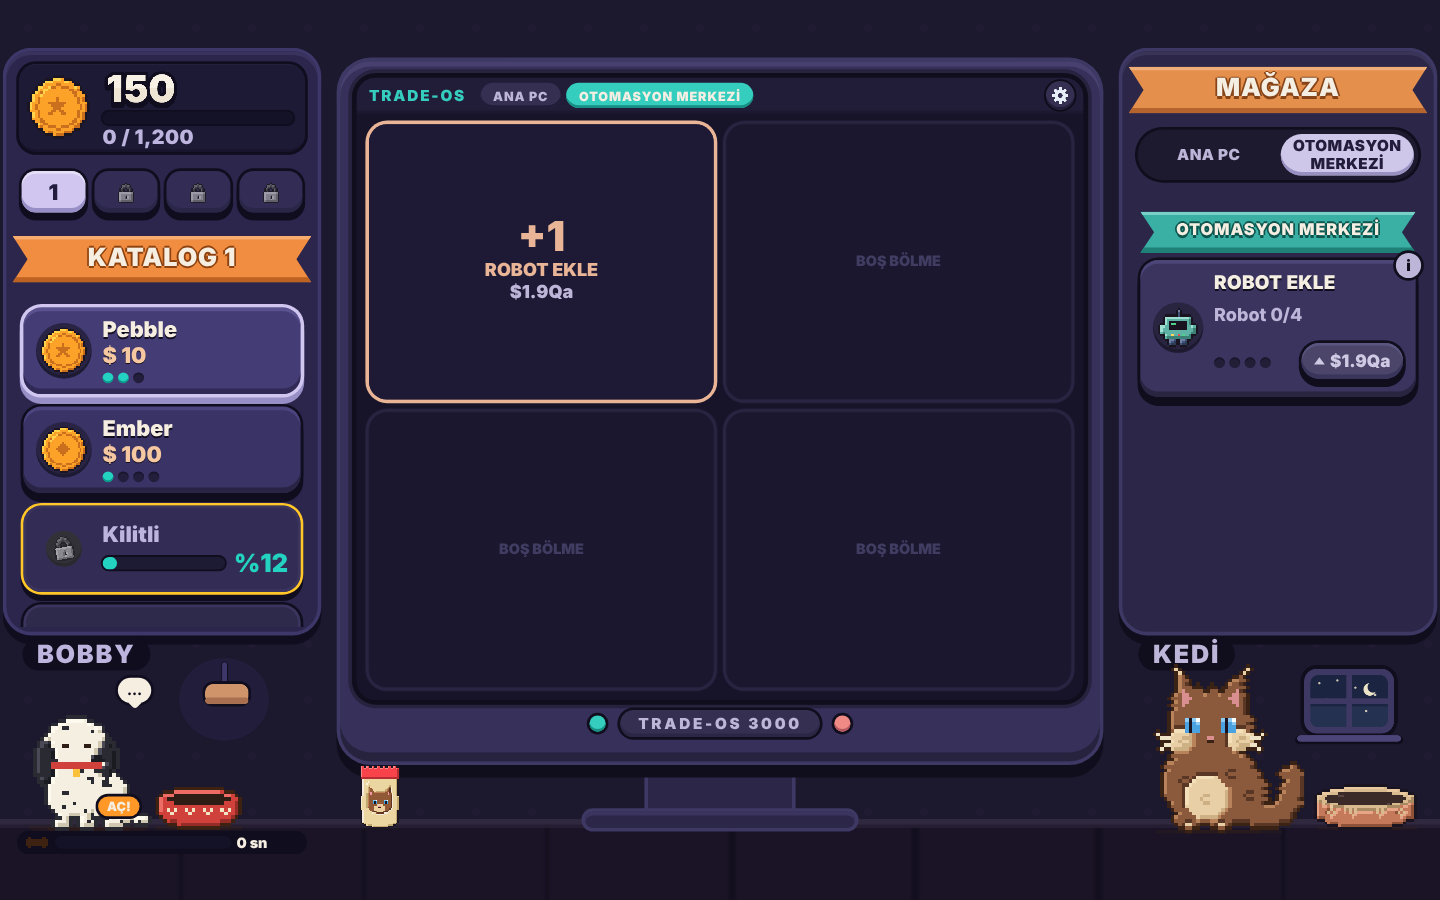 150
0 / 1,200
1
KATALOG 1
Pebble
$ 10
Ember
$ 100
Kilitli
%12
BOBBY
...
AÇ!
0 sn
TRADE-OS
ANA PC
OTOMASYON MERKEZİ
+1
ROBOT EKLE
$1.9Qa
BOŞ BÖLME
BOŞ BÖLME
BOŞ BÖLME
TRADE-OS 3000
MAĞAZA
ANA PC
OTOMASYON
MERKEZİ
OTOMASYON MERKEZİ
i
ROBOT EKLE
Robot 0/4
$1.9Qa
KEDİ